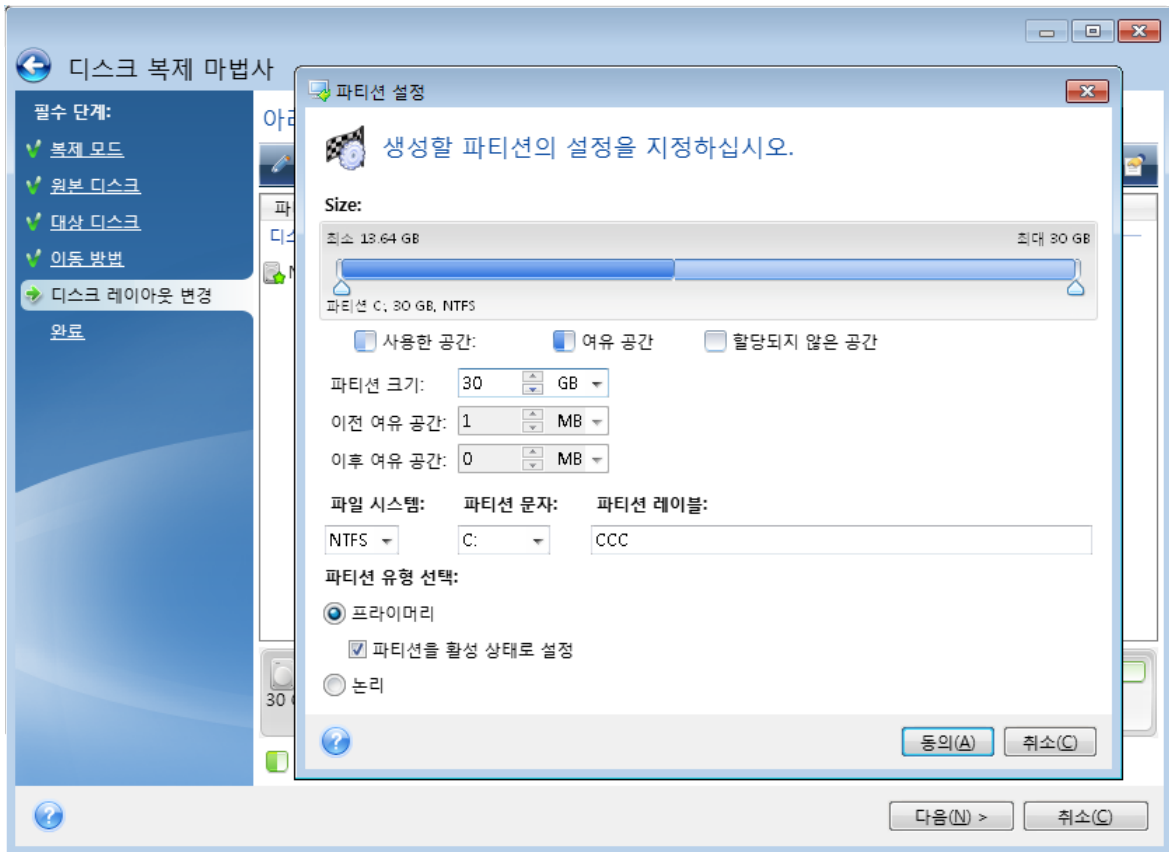 디스크 복제 마법사
필수 단계:
복제 모드
원본 디스크
대상 디스크
이동 방법
디스크 레이아웃 변경
완료
파티션 설정
생성할 파티션의 설정을 지정하십시오.
Size:
최소 13.64 GB 최대 30 GB
파티션 C:, 30 GB, NTFS
사용한 공간: 여유 공간 할당되지 않은 공간
파티션 크기: 30 GB
이전 여유 공간: 1 MB
이후 여유 공간: 0 MB
파일 시스템: 파티션 문자: 파티션 레이블:
NTFS C: CCC
파티션 유형 선택:
프라이머리
파티션을 활성 상태로 설정
논리
30
동의(A) 취소(C)
다음(N) > 취소(C)